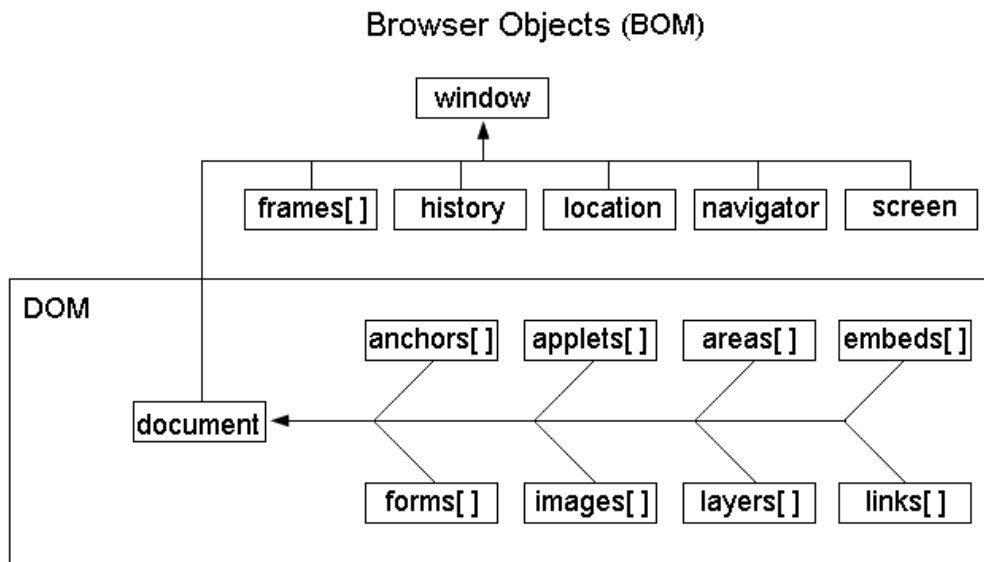 Browser Objects (BOM)
window
frames[ ] history location navigator screen
DOM
anchors[ ] applets[ ] areas[ ] embeds[ ]
document
forms[ ] images[ ] layers[ ] links[ ]